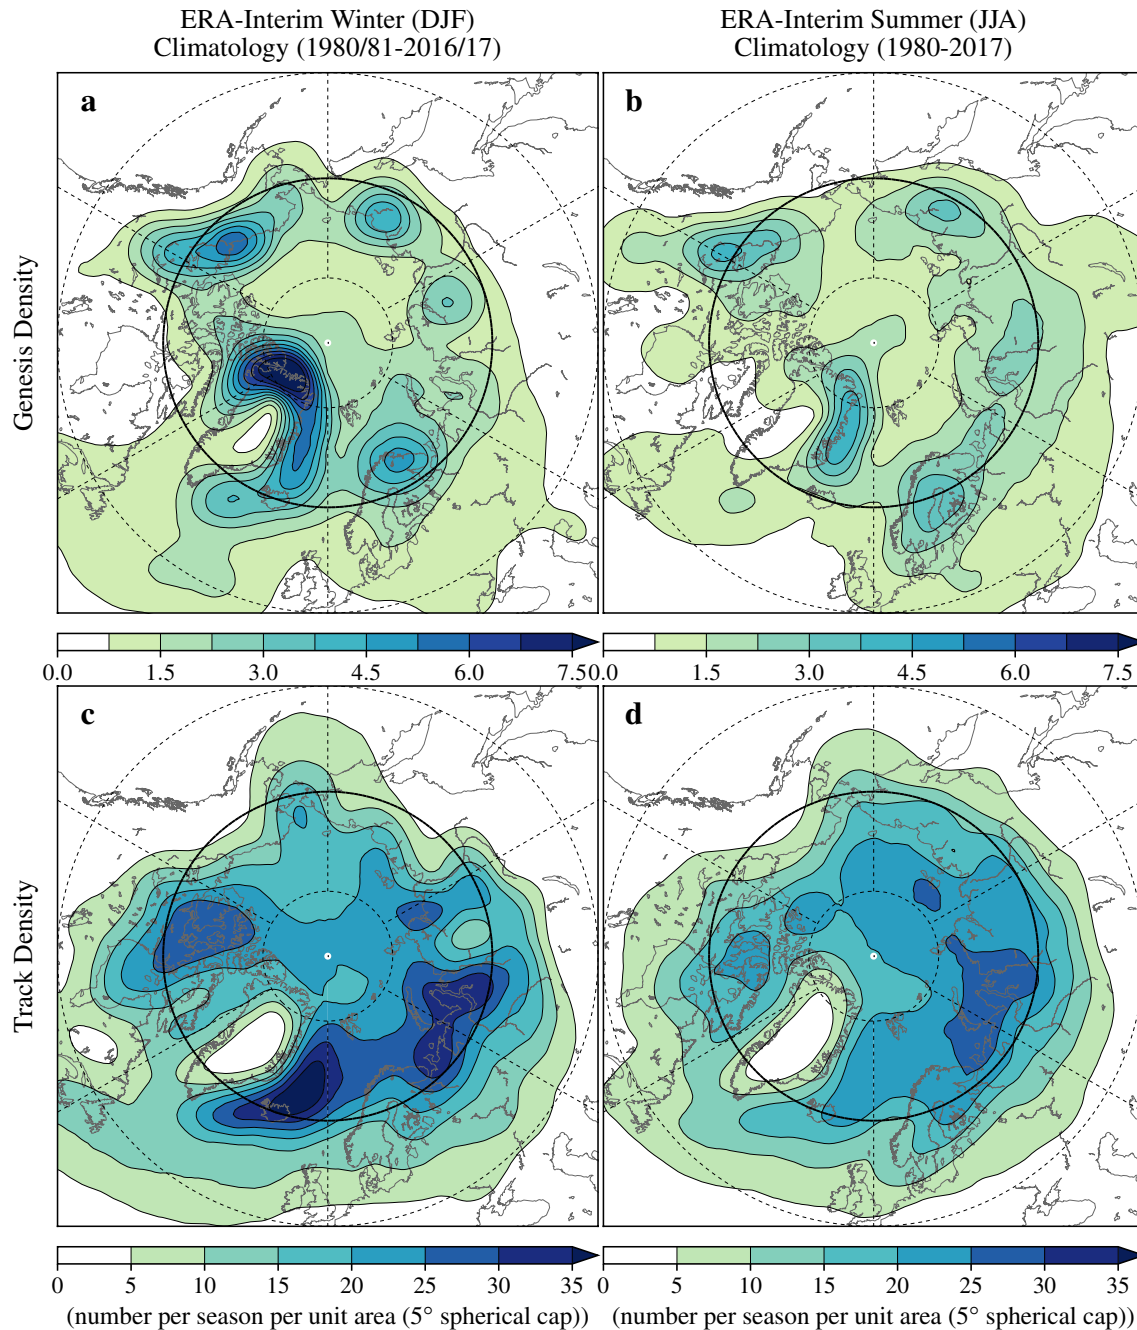 ERA-Interim Winter (DJF)
Climatology (1980/81-2016/17)
ERA-Interim Summer (JJA)
Climatology (1980-2017)
a
b
Genesis Density
0.0 1.5 3.0 4.5 6.0 7.5
0.0 1.5 3.0 4.5 6.0 7.5
c
d
Track Density
0 5 10 15 20 25 30 35
0 5 10 15 20 25 30 35
(number per season per unit area (5° spherical cap))
(number per season per unit area (5° spherical cap))